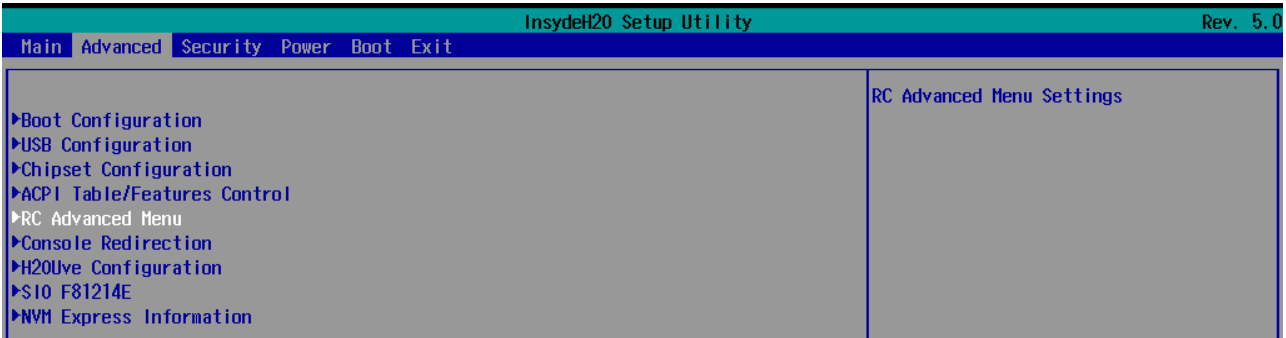 InsydeH20 Setup Utility Rev. 5.0
Main Advanced Security Power Boot Exit
RC Advanced Menu Settings
▶Boot Configuration
▶USB Configuration
▶Chipset Configuration
▶ACPI Table/Features Control
▶RC Advanced Menu
▶Console Redirection
▶H2OUve Configuration
▶SIO F81214E
▶NVM Express Information